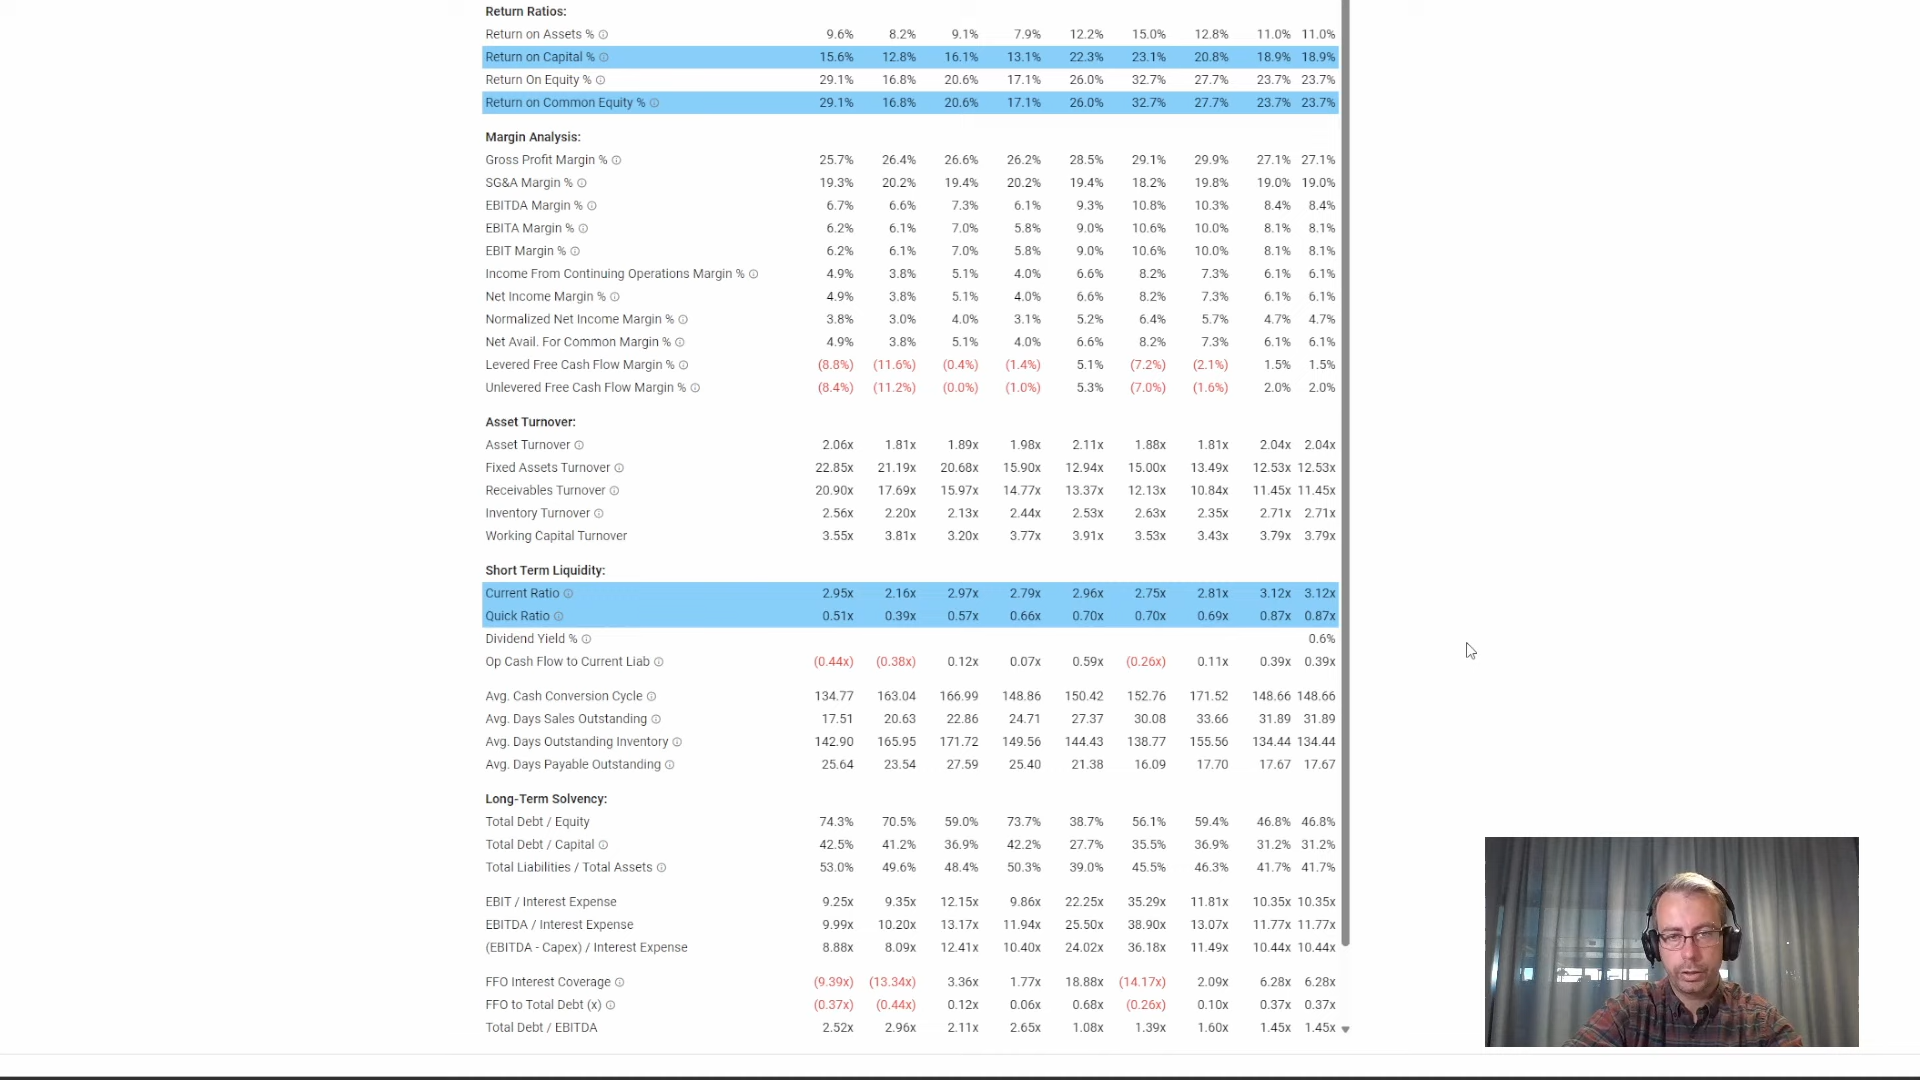 Return Ratios:
Return on Assets % 9.6% 8.2% 9.1% 7.9% 12.2% 15.0% 12.8% 11.0% 11.0%
Return on Capital % 15.6% 12.8% 16.1% 13.1% 22.3% 23.1% 20.8% 18.9% 18.9%
Return On Equity % 29.1% 16.8% 20.6% 17.1% 26.0% 32.7% 27.7% 23.7% 23.7%
Return on Common Equity % 29.1% 16.8% 20.6% 17.1% 26.0% 32.7% 27.7% 23.7% 23.7%
Margin Analysis:
Gross Profit Margin % 25.7% 26.4% 26.6% 26.2% 28.5% 29.1% 29.9% 27.1% 27.1%
SG&A Margin % 19.3% 20.2% 19.4% 20.2% 19.4% 18.2% 19.8% 19.0% 19.0%
EBITDA Margin % 6.7% 6.6% 7.3% 6.1% 9.3% 10.8% 10.3% 8.4% 8.4%
EBITA Margin % 6.2% 6.1% 7.0% 5.8% 9.0% 10.6% 10.0% 8.1% 8.1%
EBIT Margin % 6.2% 6.1% 7.0% 5.8% 9.0% 10.6% 10.0% 8.1% 8.1%
Income From Continuing Operations Margin % 4.9% 3.8% 5.1% 4.0% 6.6% 8.2% 7.3% 6.1% 6.1%
Net Income Margin % 4.9% 3.8% 5.1% 4.0% 6.6% 8.2% 7.3% 6.1% 6.1%
Normalized Net Income Margin % 3.8% 3.0% 4.0% 3.1% 5.2% 6.4% 5.7% 4.7% 4.7%
Net Avail. For Common Margin % 4.9% 3.8% 5.1% 4.0% 6.6% 8.2% 7.3% 6.1% 6.1%
Levered Free Cash Flow Margin % (8.8%) (11.6%) (0.4%) (1.4%) 5.1% (7.2%) (2.1%) 1.5% 1.5%
Unlevered Free Cash Flow Margin % (8.4%) (11.2%) (0.0%) (1.0%) 5.3% (7.0%) (1.6%) 2.0% 2.0%
Asset Turnover:
Asset Turnover 2.06x 1.81x 1.89x 1.98x 2.11x 1.88x 1.81x 2.04x 2.04x
Fixed Assets Turnover 22.85x 21.19x 20.68x 15.90x 12.94x 15.00x 13.49x 12.53x 12.53x
Receivables Turnover 20.90x 17.69x 15.97x 14.77x 13.37x 12.13x 10.84x 11.45x 11.45x
Inventory Turnover 2.56x 2.20x 2.13x 2.44x 2.53x 2.63x 2.35x 2.71x 2.71x
Working Capital Turnover 3.55x 3.81x 3.20x 3.77x 3.91x 3.53x 3.43x 3.79x 3.79x
Short Term Liquidity:
Current Ratio 2.95x 2.16x 2.97x 2.79x 2.96x 2.75x 2.81x 3.12x 3.12x
Quick Ratio 0.51x 0.39x 0.57x 0.66x 0.70x 0.70x 0.69x 0.87x 0.87x
Dividend Yield % 0.6%
Op Cash Flow to Current Liab (0.44x) (0.38x) 0.12x 0.07x 0.59x (0.26x) 0.11x 0.39x 0.39x
Avg. Cash Conversion Cycle 134.77 163.04 166.99 148.86 150.42 152.76 171.52 148.66 148.66
Avg. Days Sales Outstanding 17.51 20.63 22.86 24.71 27.37 30.08 33.66 31.89 31.89
Avg. Days Outstanding Inventory 142.90 165.95 171.72 149.56 144.43 138.77 155.56 134.44 134.44
Avg. Days Payable Outstanding 25.64 23.54 27.59 25.40 21.38 16.09 17.70 17.67 17.67
Long-Term Solvency:
Total Debt / Equity 74.3% 70.5% 59.0% 73.7% 38.7% 56.1% 59.4% 46.8% 46.8%
Total Debt / Capital 42.5% 41.2% 36.9% 42.2% 27.7% 35.5% 36.9% 31.2% 31.2%
Total Liabilities / Total Assets 53.0% 49.6% 48.4% 50.3% 39.0% 45.5% 46.3% 41.7% 41.7%
EBIT / Interest Expense 9.25x 9.35x 12.15x 9.86x 22.25x 35.29x 11.81x 10.35x 10.35x
EBITDA / Interest Expense 9.99x 10.20x 13.17x 11.94x 25.50x 38.90x 13.07x 11.77x 11.77x
(EBITDA - Capex) / Interest Expense 8.88x 8.09x 12.41x 10.40x 24.02x 36.18x 11.49x 10.44x 10.44x
FFO Interest Coverage (9.39x) (13.34x) 3.36x 1.77x 18.88x (14.17x) 2.09x 6.28x 6.28x
FFO to Total Debt (x) (0.37x) (0.44x) 0.12x 0.06x 0.68x (0.26x) 0.10x 0.37x 0.37x
Total Debt / EBITDA 2.52x 2.96x 2.11x 2.65x 1.08x 1.39x 1.60x 1.45x 1.45x